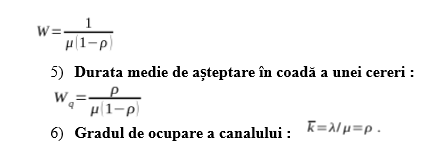 W = 1 / μ(1−ρ)
5) Durata medie de așteptare în coadă a unei cereri :
W_q = ρ / μ(1−ρ)
6) Gradul de ocupare a canalului : k̅=λ/μ=ρ .